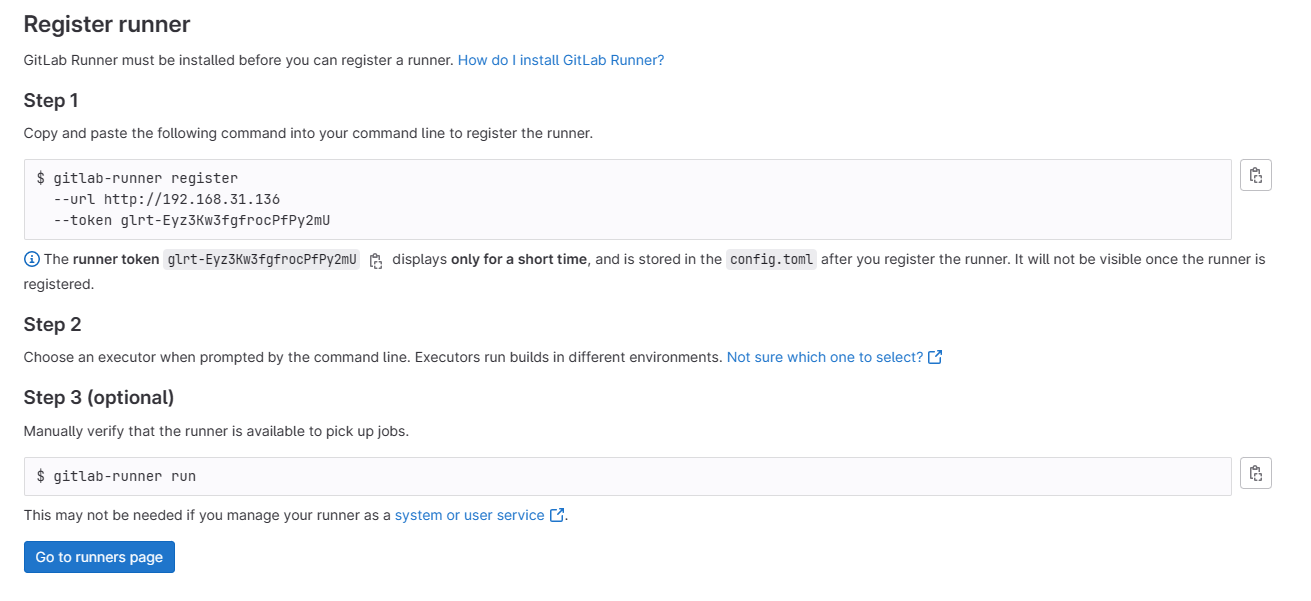 Register runner
GitLab Runner must be installed before you can register a runner. How do I install GitLab Runner?
Step 1
Copy and paste the following command into your command line to register the runner.
$ gitlab-runner register
--url http://192.168.31.136
--token glrt-Eyz3Kw3fgfrocPfPy2mU
The runner token glrt-Eyz3Kw3fgfrocPfPy2mU displays only for a short time, and is stored in the config.toml after you register the runner. It will not be visible once the runner is
registered.
Step 2
Choose an executor when prompted by the command line. Executors run builds in different environments. Not sure which one to select?
Step 3 (optional)
Manually verify that the runner is available to pick up jobs.
$ gitlab-runner run
This may not be needed if you manage your runner as a system or user service.
Go to runners page